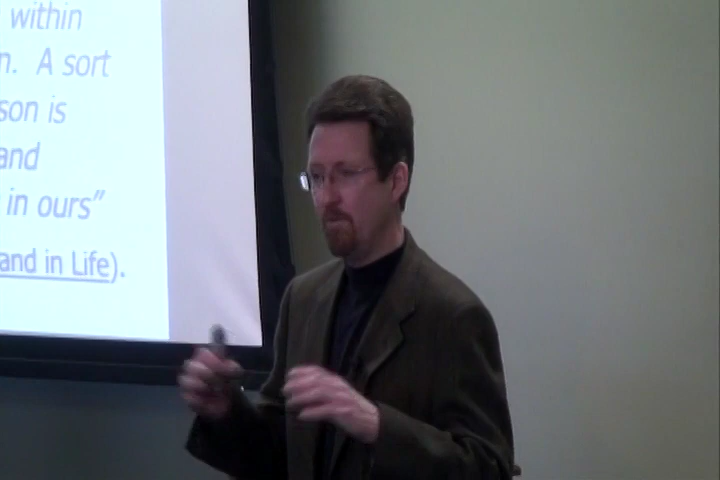 within
n. A sort
son is
and
in ours”
and in Life).